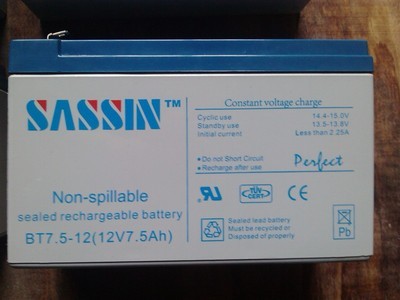 SASSIN™
Non-spillable
sealed rechargeable battery
BT7.5-12(12V7.5Ah)
Constant voltage charge
Cyclic use 14.4-15.0V
Standby use 13.5-13.8V
Initial current Less than 2.25A
Do not Short Circuit
Recharge after use
Perfect
TUV
CERT
CE
Sealed lead battery
Must be recycled or
Disposed of properly
Pb